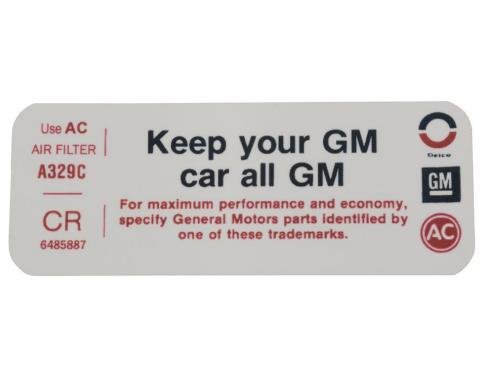 Use AC
AIR FILTER
A329C
CR
6485887
Keep your GM
car all GM
For maximum performance and economy,
specify General Motors parts identified by
one of these trademarks.
Delco
GM
AC